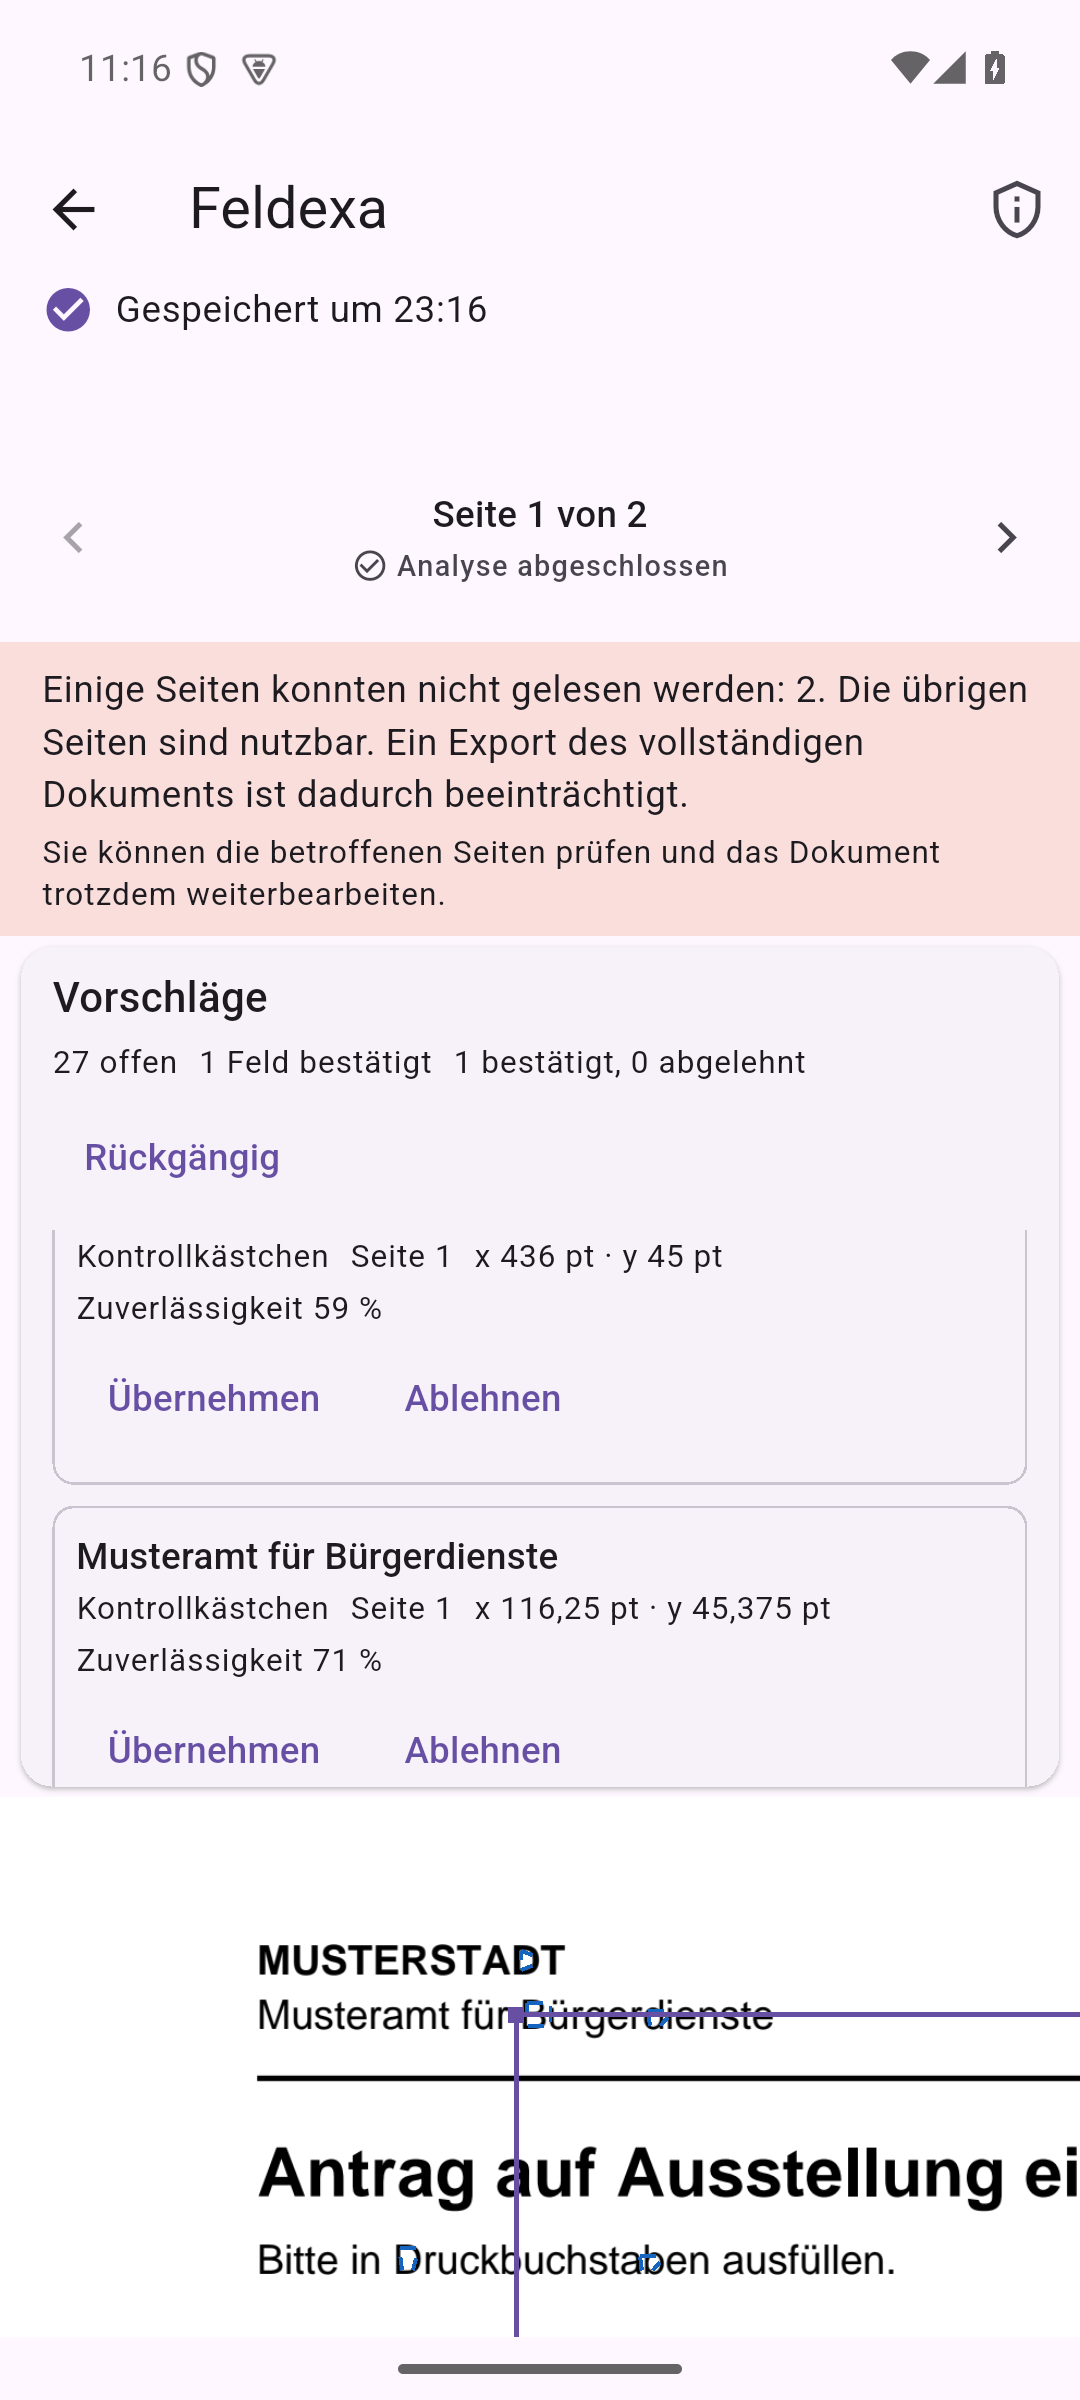 11:16
Feldexa
Gespeichert um 23:16
Seite 1 von 2
Analyse abgeschlossen
Einige Seiten konnten nicht gelesen werden: 2. Die übrigen
Seiten sind nutzbar. Ein Export des vollständigen
Dokuments ist dadurch beeinträchtigt.
Sie können die betroffenen Seiten prüfen und das Dokument
trotzdem weiterbearbeiten.
Vorschläge
27 offen 1 Feld bestätigt 1 bestätigt, 0 abgelehnt
Rückgängig
Kontrollkästchen Seite 1 x 436 pt · y 45 pt
Zuverlässigkeit 59 %
Übernehmen Ablehnen
Musteramt für Bürgerdienste
Kontrollkästchen Seite 1 x 116,25 pt · y 45,375 pt
Zuverlässigkeit 71 %
Übernehmen Ablehnen
MUSTERSTADT
Musteramt für Bürgerdienste
Antrag auf Ausstellung ei
Bitte in Druckbuchstaben ausfüllen.